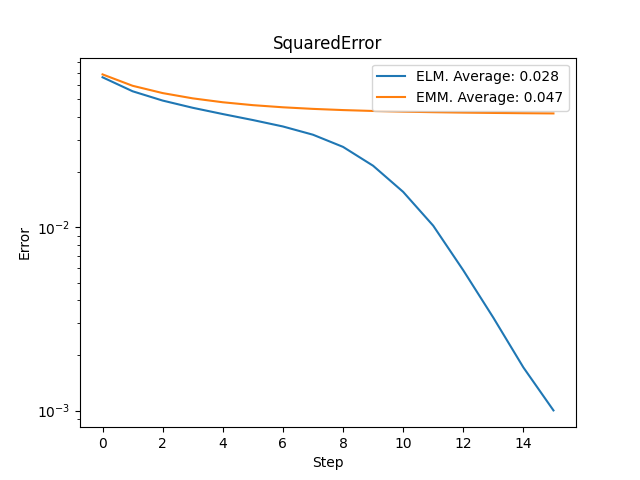 SquaredError
ELM. Average: 0.028
EMM. Average: 0.047
Error
10⁻²
10⁻³
0 2 4 6 8 10 12 14
Step